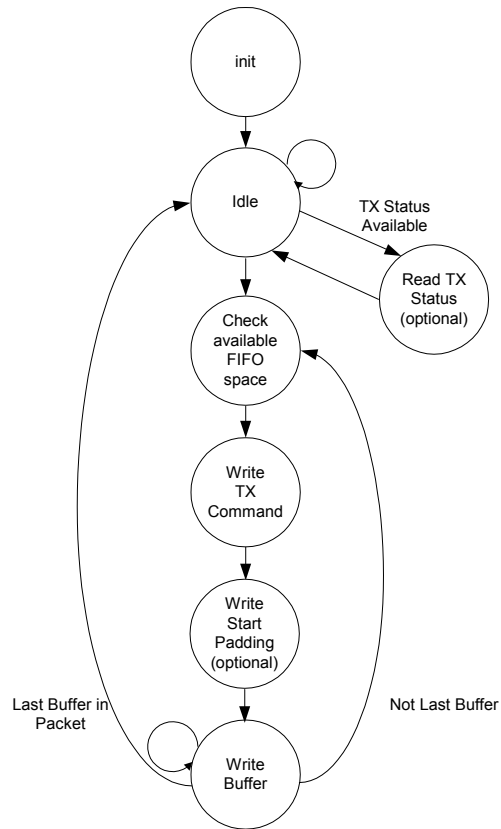 init
Idle
TX Status
Available
Read TX
Status
(optional)
Check
available
FIFO
space
Write
TX
Command
Write
Start
Padding
(optional)
Last Buffer in
Packet
Not Last Buffer
Write
Buffer